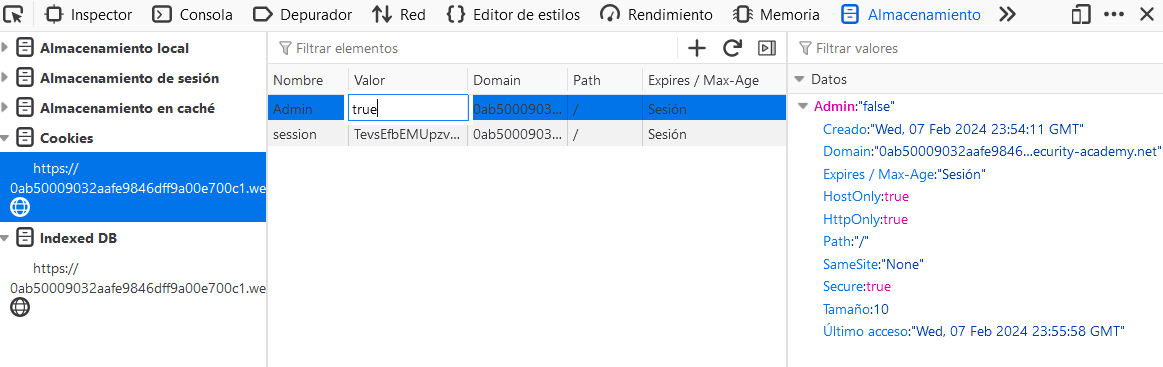 Inspector Consola Depurador Red Editor de estilos Rendimiento Memoria Almacenamiento
Almacenamiento local
Almacenamiento de sesión
Almacenamiento en caché
Cookies
https://
0ab50009032aafe9846dff9a00e700c1.we
Indexed DB
https://
0ab50009032aafe9846dff9a00e700c1.we
Filtrar elementos
Nombre Valor Domain Path Expires / Max-Age
Admin true 0ab5000903... / Sesión
session TevsEfbEMUpzv... 0ab5000903... / Sesión
Filtrar valores
Datos
Admin:"false"
Creado:"Wed, 07 Feb 2024 23:54:11 GMT"
Domain:"0ab50009032aafe9846...ecurity-academy.net"
Expires / Max-Age:"Sesión"
HostOnly:true
HttpOnly:true
Path:"/"
SameSite:"None"
Secure:true
Tamaño:10
Último acceso:"Wed, 07 Feb 2024 23:55:58 GMT"